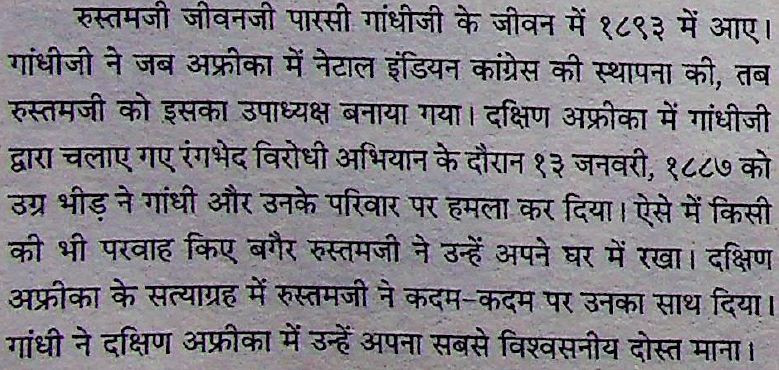 रुस्तमजी जीवनजी पारसी गांधीजी के जीवन में १८९३ में आए।
गांधीजी ने जब अफ्रीका में नेटाल इंडियन कांग्रेस की स्थापना की, तब
रुस्तमजी को इसका उपाध्यक्ष बनाया गया। दक्षिण अफ्रीका में गांधीजी
द्वारा चलाए गए रंगभेद विरोधी अभियान के दौरान १३ जनवरी, १८८७ को
उग्र भीड़ ने गांधी और उनके परिवार पर हमला कर दिया। ऐसे में किसी
की भी परवाह किए बगैर रुस्तमजी ने उन्हें अपने घर में रखा। दक्षिण
अफ्रीका के सत्याग्रह में रुस्तमजी ने कदम-कदम पर उनका साथ दिया।
गांधी ने दक्षिण अफ्रीका में उन्हें अपना सबसे विश्वसनीय दोस्त माना।